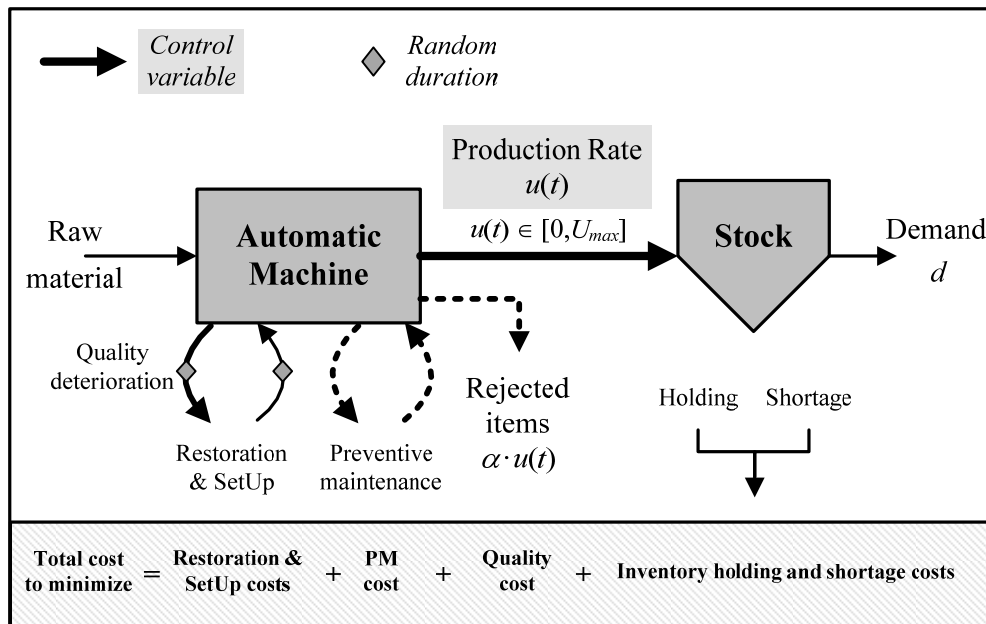 Control
variable
Random
duration
Production Rate
u(t)
u(t) ∈ [0,Umax]
Raw
material
Automatic
Machine
Stock
Demand
d
Quality
deterioration
Restoration
& SetUp
Preventive
maintenance
Rejected
items
α·u(t)
Holding Shortage
Total cost
to minimize = Restoration &
SetUp costs + PM
cost + Quality
cost + Inventory holding and shortage costs